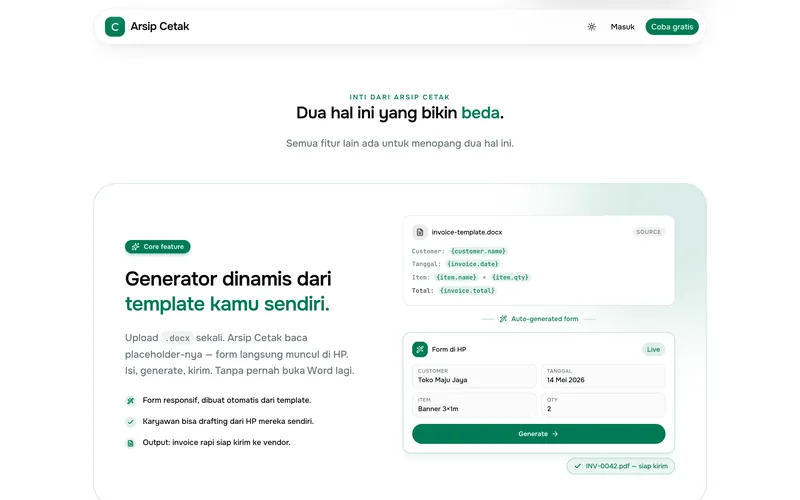 C Arsip Cetak
Masuk
Coba gratis
INTI DARI ARSIP CETAK
Dua hal ini yang bikin beda.
Semua fitur lain ada untuk menopang dua hal ini.
Core feature
Generator dinamis dari
template kamu sendiri.
Upload .docx sekali. Arsip Cetak baca
placeholder-nya — form langsung muncul di HP.
Isi, generate, kirim. Tanpa pernah buka Word lagi.
Form responsif, dibuat otomatis dari template.
Karyawan bisa drafting dari HP mereka sendiri.
Output: invoice rapi siap kirim ke vendor.
invoice-template.docx
SOURCE
Customer: {customer.name}
Tanggal: {invoice.date}
Item: {item.name} × {item.qty}
Total: {invoice.total}
Auto-generated form
Form di HP
Live
CUSTOMER
Toko Maju Jaya
TANGGAL
14 Mei 2026
ITEM
Banner 3×1m
QTY
2
Generate →
INV-0042.pdf — siap kirim